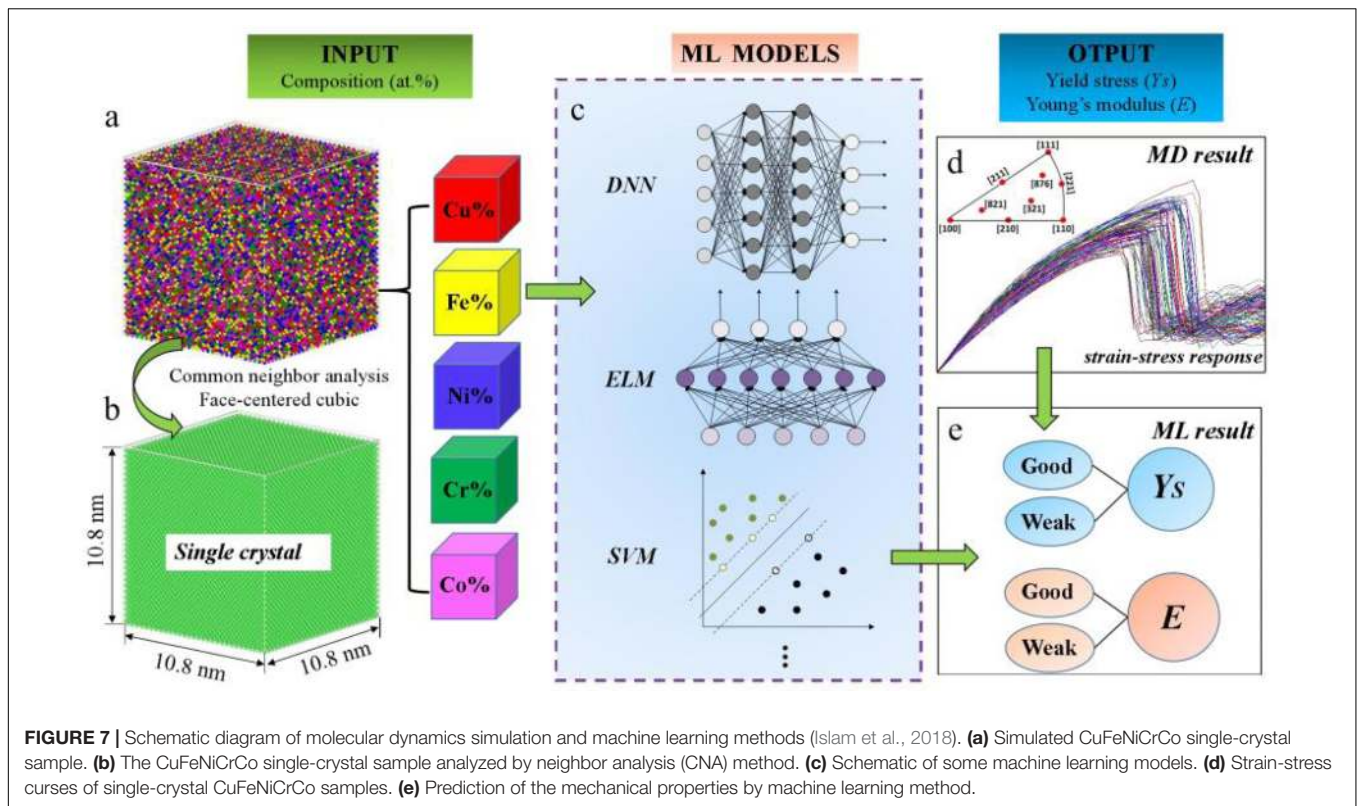 INPUT
Composition (at.%)
ML MODELS
OTPUT
Yield stress (Ys)
Young's modulus (E)
a
Common neighbor analysis
Face-centered cubic
b
Single crystal
10.8 nm
10.8 nm
10.8 nm
Cu%
Fe%
Ni%
Cr%
Co%
c
DNN
ELM
SVM
d
MD result
[111]
[211]
[876]
[221]
[821]
[321]
[100]
[210]
[110]
strain-stress response
e
ML result
Good
Weak
Ys
Good
Weak
E
FIGURE 7 | Schematic diagram of molecular dynamics simulation and machine learning methods (Islam et al., 2018). (a) Simulated CuFeNiCrCo single-crystal
sample. (b) The CuFeNiCrCo single-crystal sample analyzed by neighbor analysis (CNA) method. (c) Schematic of some machine learning models. (d) Strain-stress
curses of single-crystal CuFeNiCrCo samples. (e) Prediction of the mechanical properties by machine learning method.